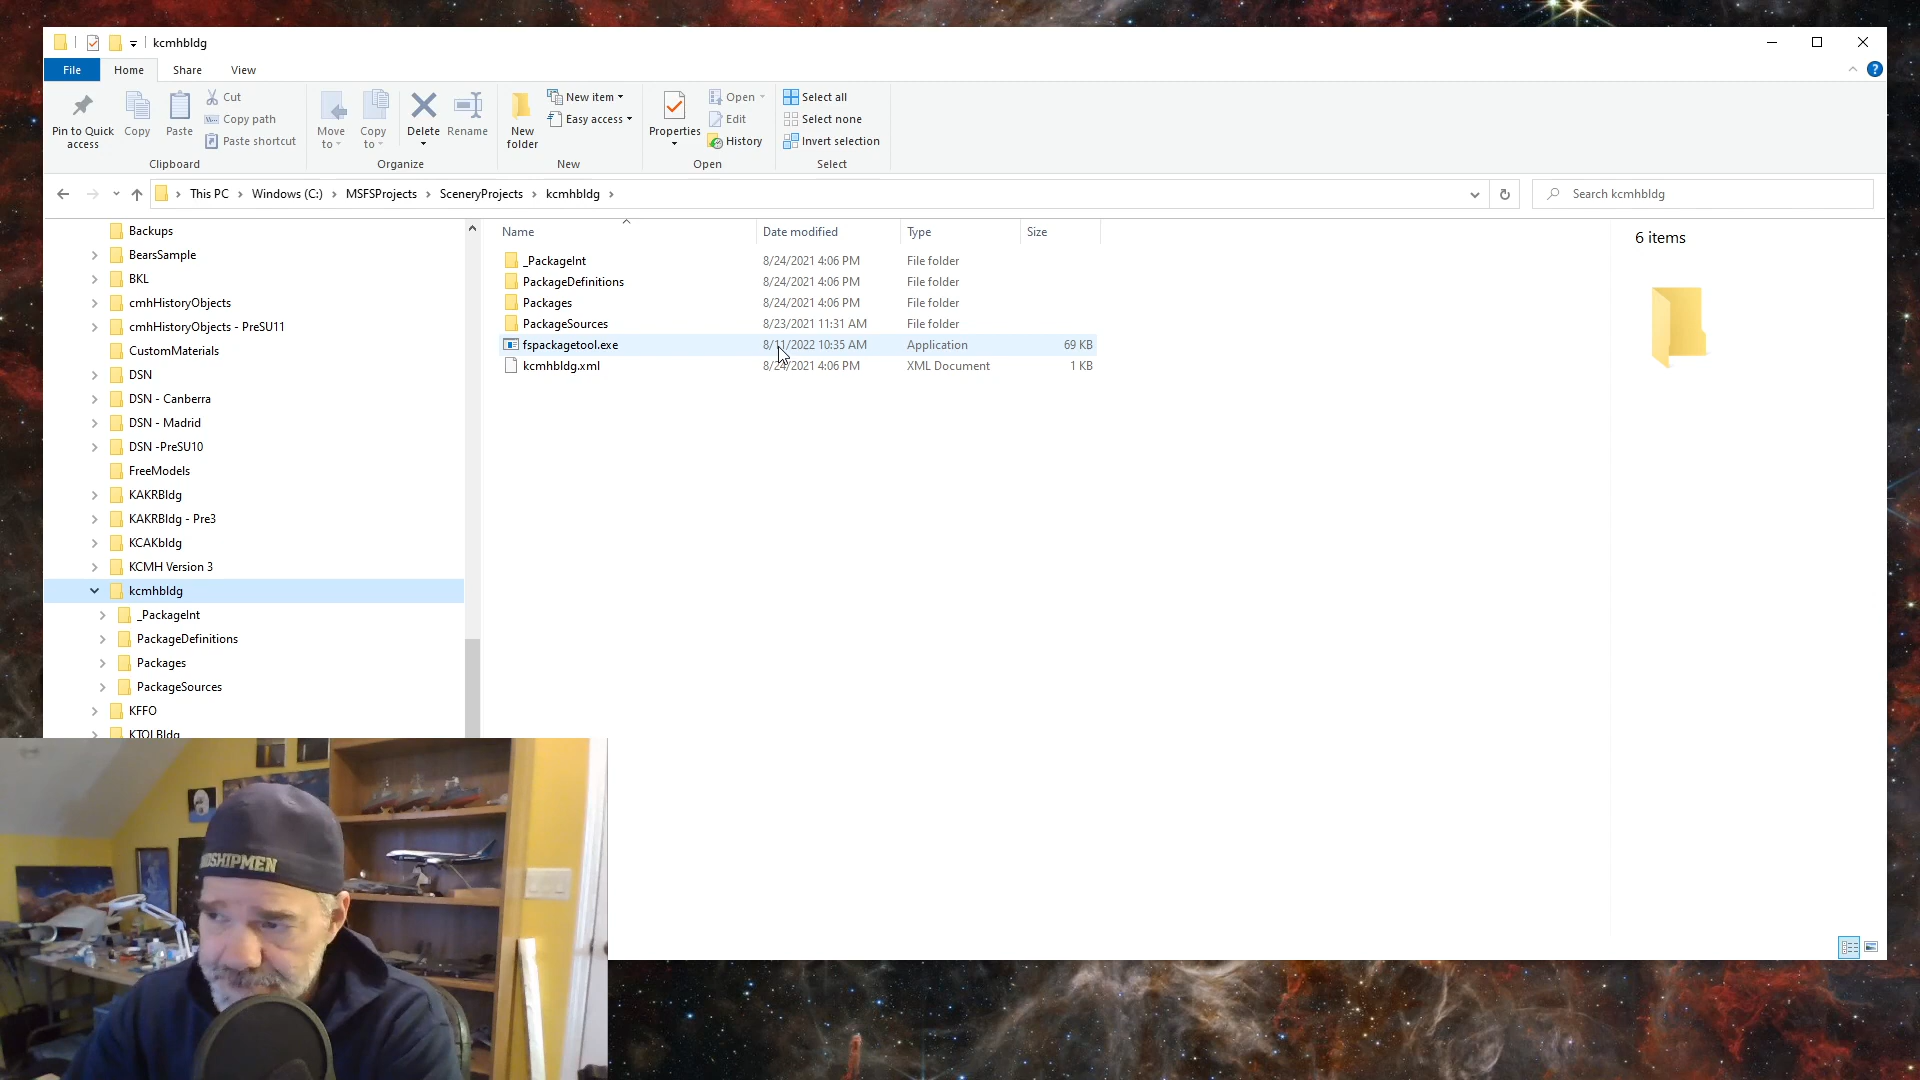 kcmhbldg
File Home Share View
Pin to Quick access
Copy
Paste
Cut
Copy path
Paste shortcut
Clipboard
Move to
Copy to
Delete
Rename
Organize
New folder
New item
Easy access
New
Properties
Open
Edit
History
Open
Select all
Select none
Invert selection
Select
This PC › Windows (C:) › MSFSProjects › SceneryProjects › kcmhbldg ›
Search kcmhbldg
Backups
BearsSample
BKL
cmhHistoryObjects
cmhHistoryObjects - PreSU11
CustomMaterials
DSN
DSN - Canberra
DSN - Madrid
DSN -PreSU10
FreeModels
KAKRBldg
KAKRBldg - Pre3
KCAKbldg
KCMH Version 3
kcmhbldg
_PackageInt
PackageDefinitions
Packages
PackageSources
KFFO
KTOLBldg
Name Date modified Type Size
_PackageInt 8/24/2021 4:06 PM File folder
PackageDefinitions 8/24/2021 4:06 PM File folder
Packages 8/24/2021 4:06 PM File folder
PackageSources 8/23/2021 11:31 AM File folder
fspackagetool.exe 8/11/2022 10:35 AM Application 69 KB
kcmhbldg.xml 8/24/2021 4:06 PM XML Document 1 KB
6 items